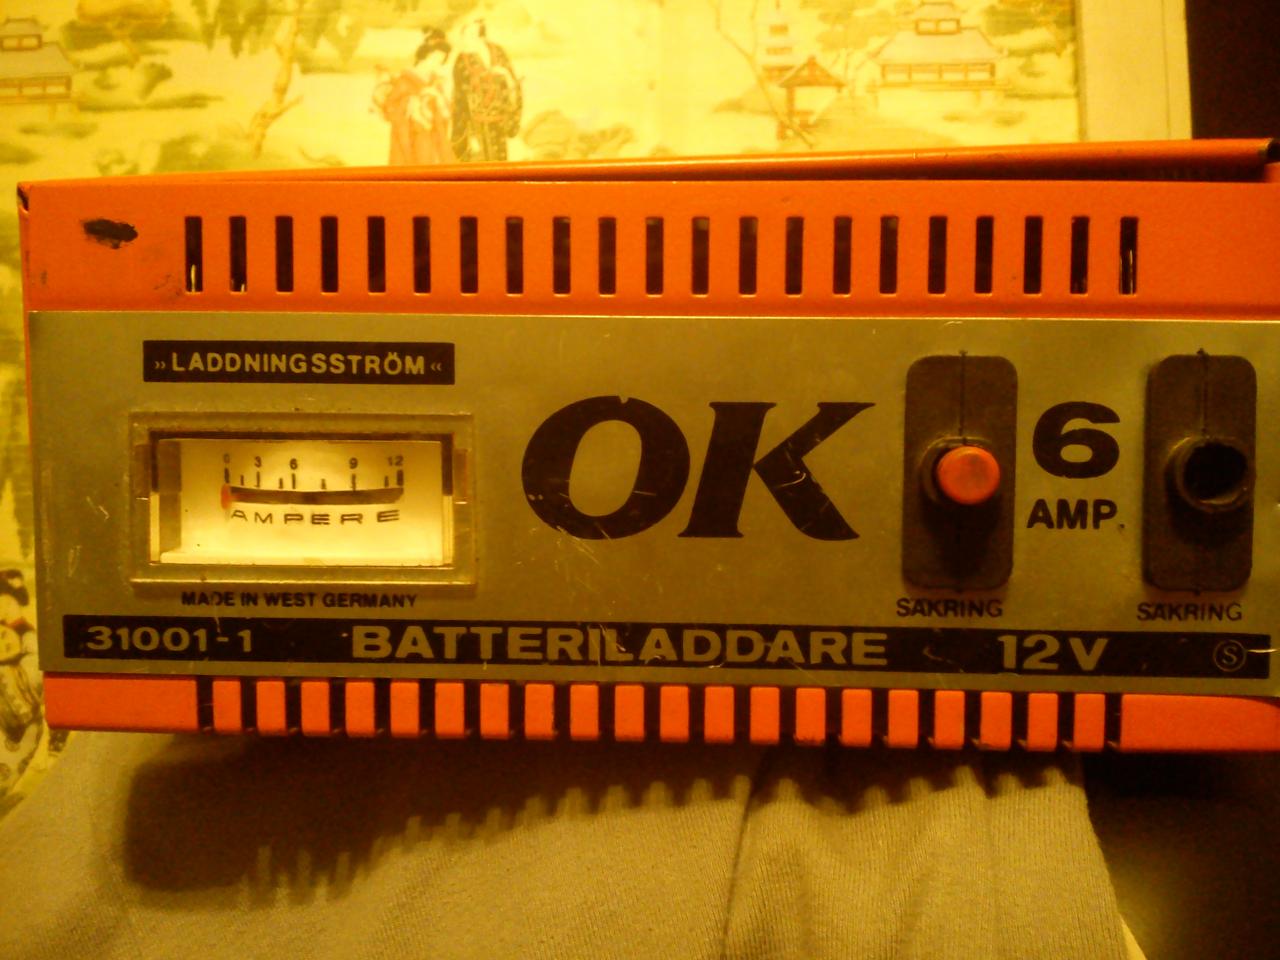 »LADDNINGSSTRÖM«
0 3 6 9 12
AMPERE
MADE IN WEST GERMANY
OK
6
AMP.
SÄKRING
SÄKRING
31001-1 BATTERILADDARE 12V Ⓢ